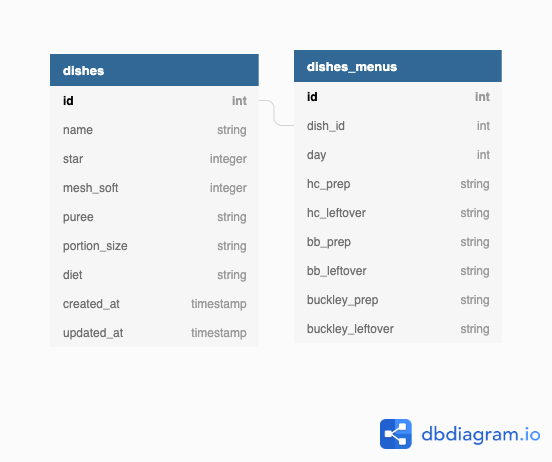 dishes
id int
name string
star integer
mesh_soft integer
puree string
portion_size string
diet string
created_at timestamp
updated_at timestamp
dishes_menus
id int
dish_id int
day int
hc_prep string
hc_leftover string
bb_prep string
bb_leftover string
buckley_prep string
buckley_leftover string
dbdiagram.io